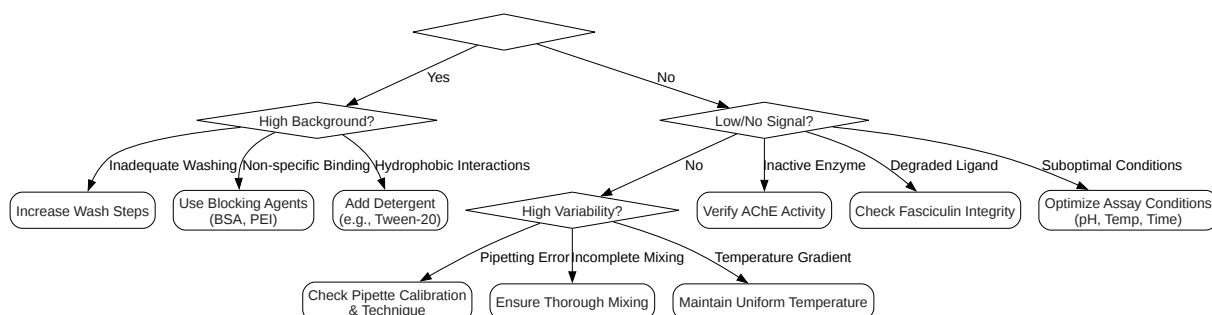 Yes
No
High Background?
Low/No Signal?
Inadequate Washing
Non-specific Binding
Hydrophobic Interactions
No
Inactive Enzyme
Degraded Ligand
Suboptimal Conditions
Increase Wash Steps
Use Blocking Agents
(BSA, PEI)
Add Detergent
(e.g., Tween-20)
High Variability?
Verify AChE Activity
Check Fasciculin Integrity
Optimize Assay Conditions
(pH, Temp, Time)
Pipetting Error
Incomplete Mixing
Temperature Gradient
Check Pipette Calibration
& Technique
Ensure Thorough Mixing
Maintain Uniform Temperature